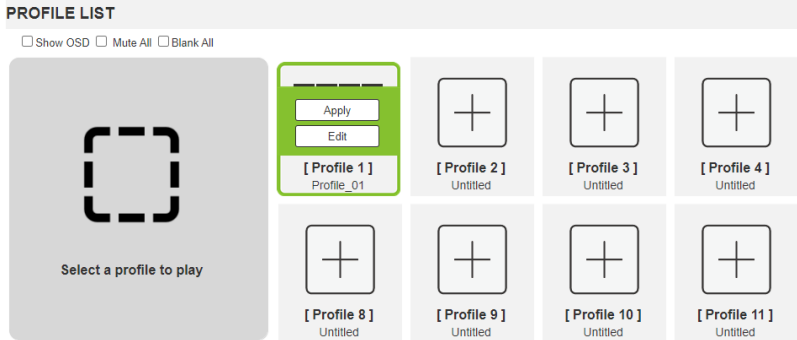 PROFILE LIST
Show OSD Mute All Blank All
Select a profile to play
Apply
Edit
[ Profile 1 ] [ Profile 2 ] [ Profile 3 ] [ Profile 4 ]
Profile_01 Untitled Untitled Untitled
[ Profile 8 ] [ Profile 9 ] [ Profile 10 ] [ Profile 11 ]
Untitled Untitled Untitled Untitled